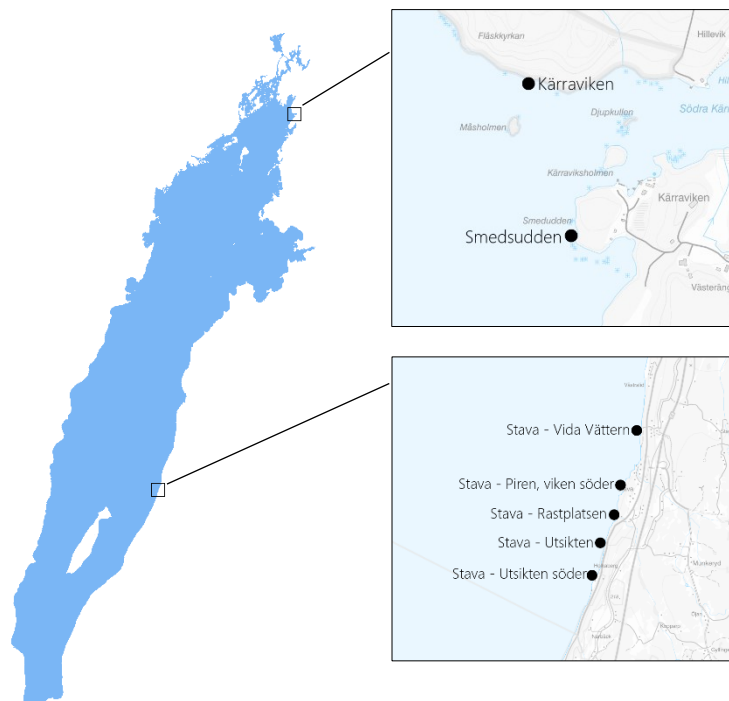 Fläskkyrkan
Hillevik
Kärraviken
Djupkullen
Södra Kär
Måsholmen
Kärraviksholmen
Kärraviken
Smedudden
Smedsudden
Västeräng
Stava - Vida Vättern
Stava - Piren, viken söder
Stava - Rastplatsen
Stava - Utsikten
Stava - Utsikten söder
Munkeryd